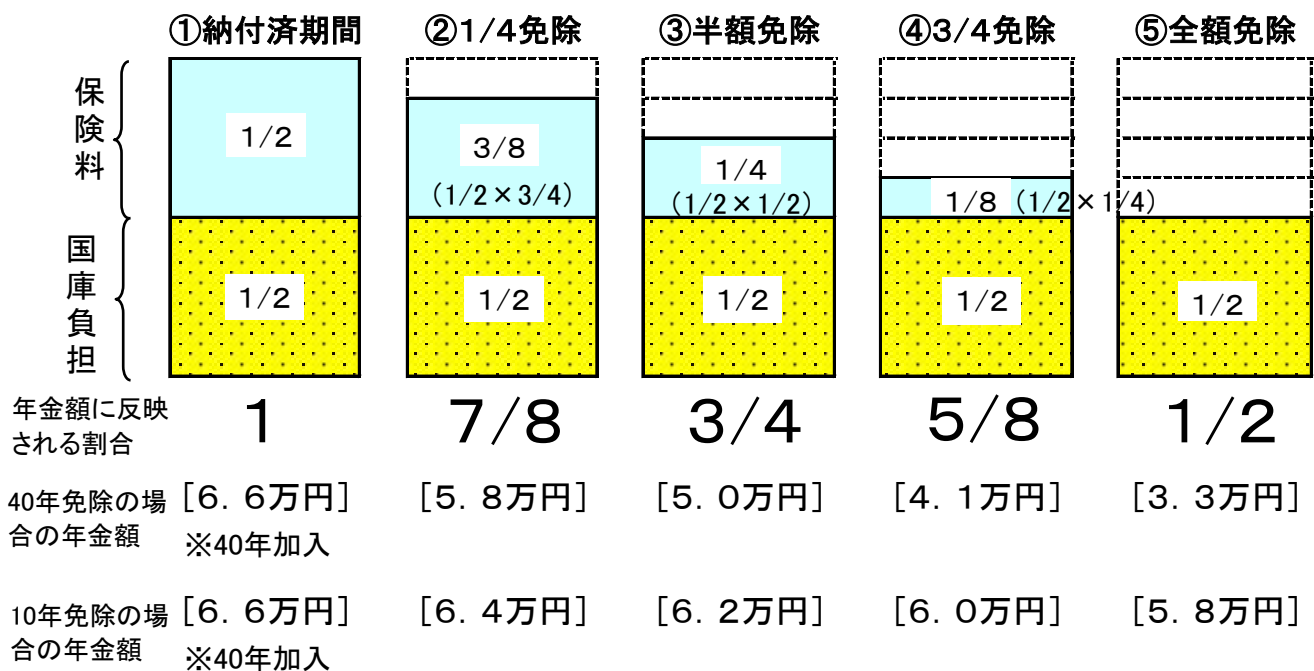 ①納付済期間 ②1/4免除 ③半額免除 ④3/4免除 ⑤全額免除
保険料
1/2
3/8
(1/2×3/4)
1/4
(1/2×1/2)
1/8 (1/2×1/4)
国庫負担
1/2 1/2 1/2 1/2 1/2
年金額に反映
される割合
1 7/8 3/4 5/8 1/2
40年免除の場
合の年金額
[6.6万円] [5.8万円] [5.0万円] [4.1万円] [3.3万円]
※40年加入
10年免除の場
合の年金額
[6.6万円] [6.4万円] [6.2万円] [6.0万円] [5.8万円]
※40年加入